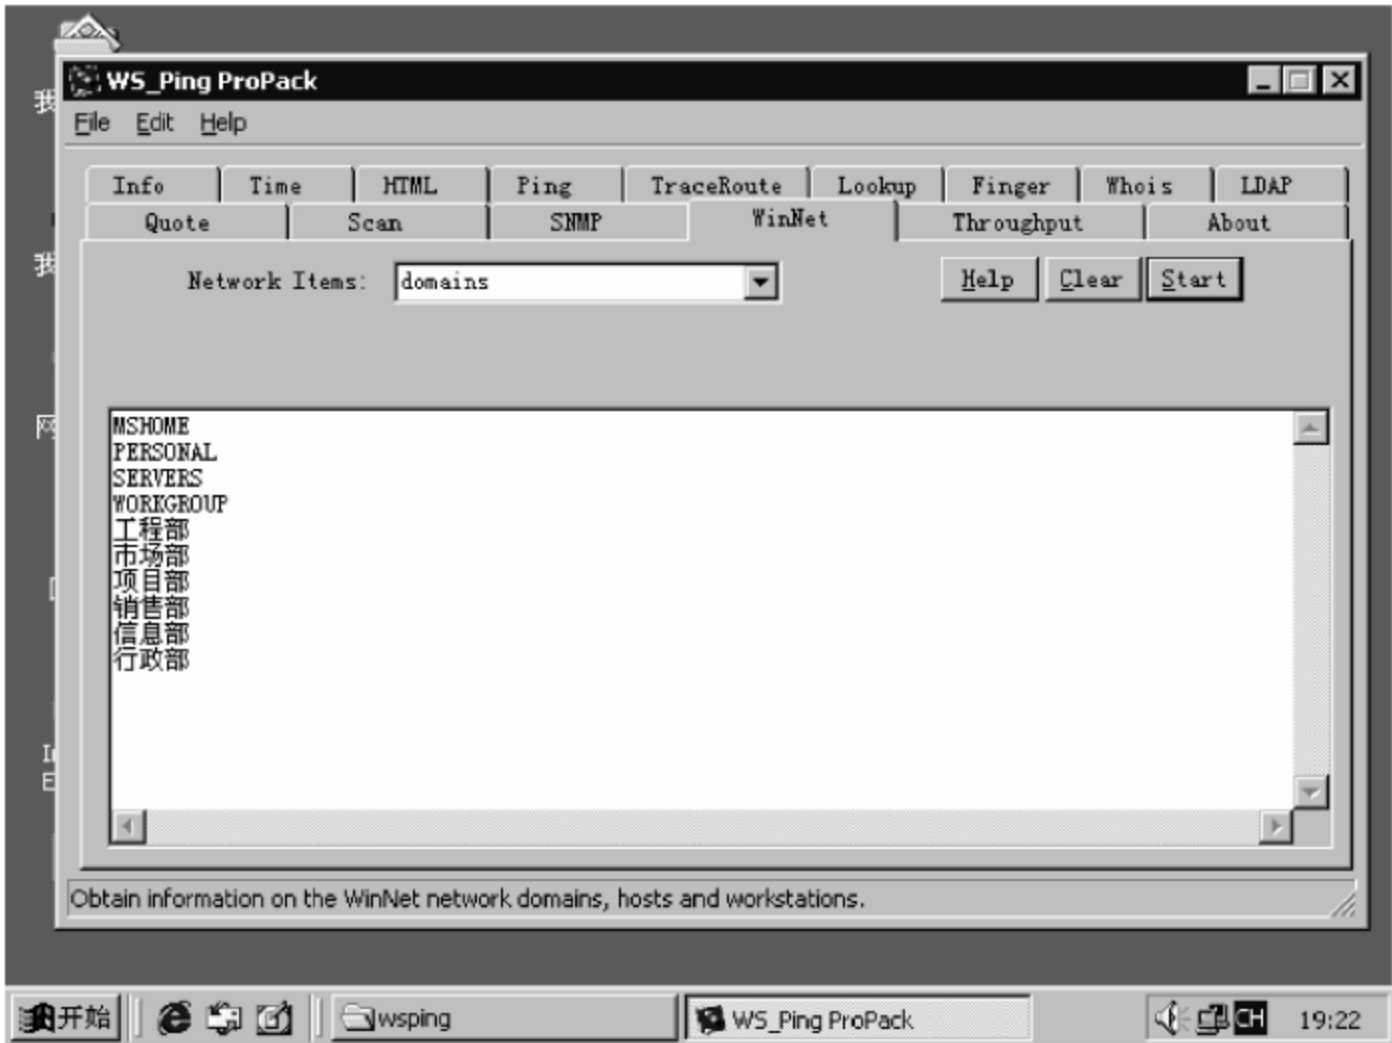 WS_Ping ProPack
我
File Edit Help
Info Time HTML Ping TraceRoute Lookup Finger Whois LDAP
Quote Scan SNMP WinNet Throughput About
我
Network Items: domains Help Clear Start
网
MSHOME
PERSONAL
SERVERS
WORKGROUP
工程部
市场部
项目部
销售部
信息部
行政部
Obtain information on the WinNet network domains, hosts and workstations.
开始 wsping WS_Ping ProPack CH 19:22